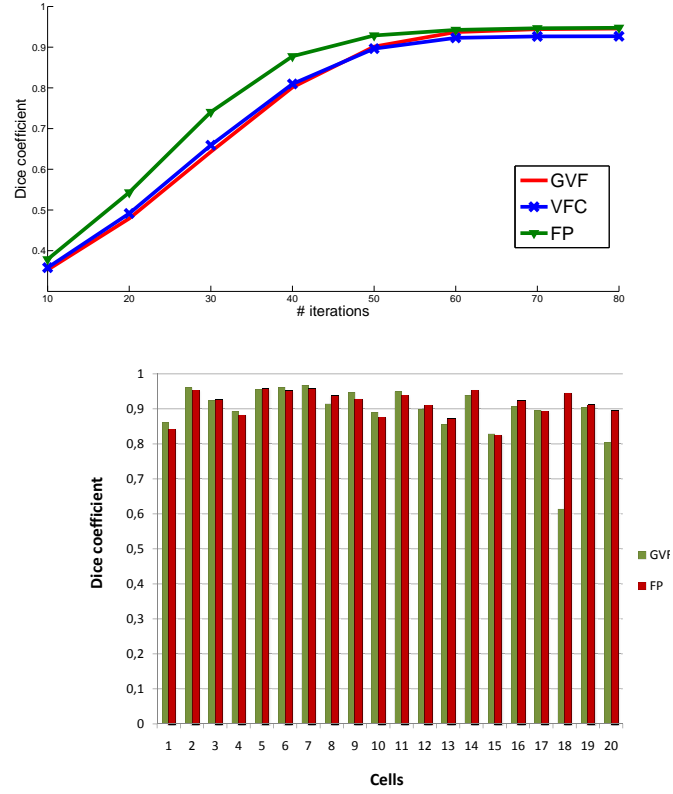 1
0.9
0.8
0.7
0.6
0.5
0.4
Dice coefficient
GVF
VFC
FP
10 20 30 40 50 60 70 80
# iterations
1
0,9
0,8
0,7
0,6
0,5
0,4
0,3
0,2
0,1
0
Dice coefficient
GVF
FP
1 2 3 4 5 6 7 8 9 10 11 12 13 14 15 16 17 18 19 20
Cells